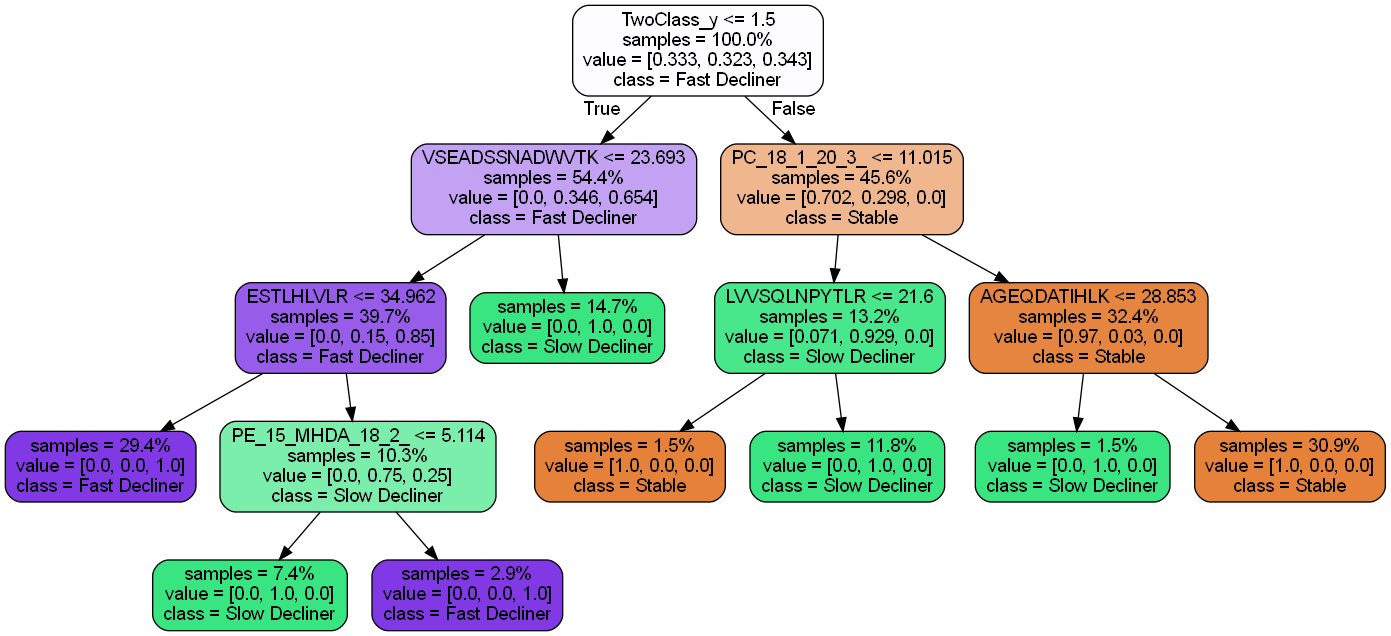 TwoClass_y <= 1.5
samples = 100.0%
value = [0.333, 0.323, 0.343]
class = Fast Decliner
True
False
VSEADSSNADWVTK <= 23.693
samples = 54.4%
value = [0.0, 0.346, 0.654]
class = Fast Decliner
PC_18_1_20_3_ <= 11.015
samples = 45.6%
value = [0.702, 0.298, 0.0]
class = Stable
ESTLHLVLR <= 34.962
samples = 39.7%
value = [0.0, 0.15, 0.85]
class = Fast Decliner
samples = 14.7%
value = [0.0, 1.0, 0.0]
class = Slow Decliner
LVVSQLNPYTLR <= 21.6
samples = 13.2%
value = [0.071, 0.929, 0.0]
class = Slow Decliner
AGEQDATIHLK <= 28.853
samples = 32.4%
value = [0.97, 0.03, 0.0]
class = Stable
samples = 29.4%
value = [0.0, 0.0, 1.0]
class = Fast Decliner
PE_15_MHDA_18_2_ <= 5.114
samples = 10.3%
value = [0.0, 0.75, 0.25]
class = Slow Decliner
samples = 1.5%
value = [1.0, 0.0, 0.0]
class = Stable
samples = 11.8%
value = [0.0, 1.0, 0.0]
class = Slow Decliner
samples = 1.5%
value = [0.0, 1.0, 0.0]
class = Slow Decliner
samples = 30.9%
value = [1.0, 0.0, 0.0]
class = Stable
samples = 7.4%
value = [0.0, 1.0, 0.0]
class = Slow Decliner
samples = 2.9%
value = [0.0, 0.0, 1.0]
class = Fast Decliner